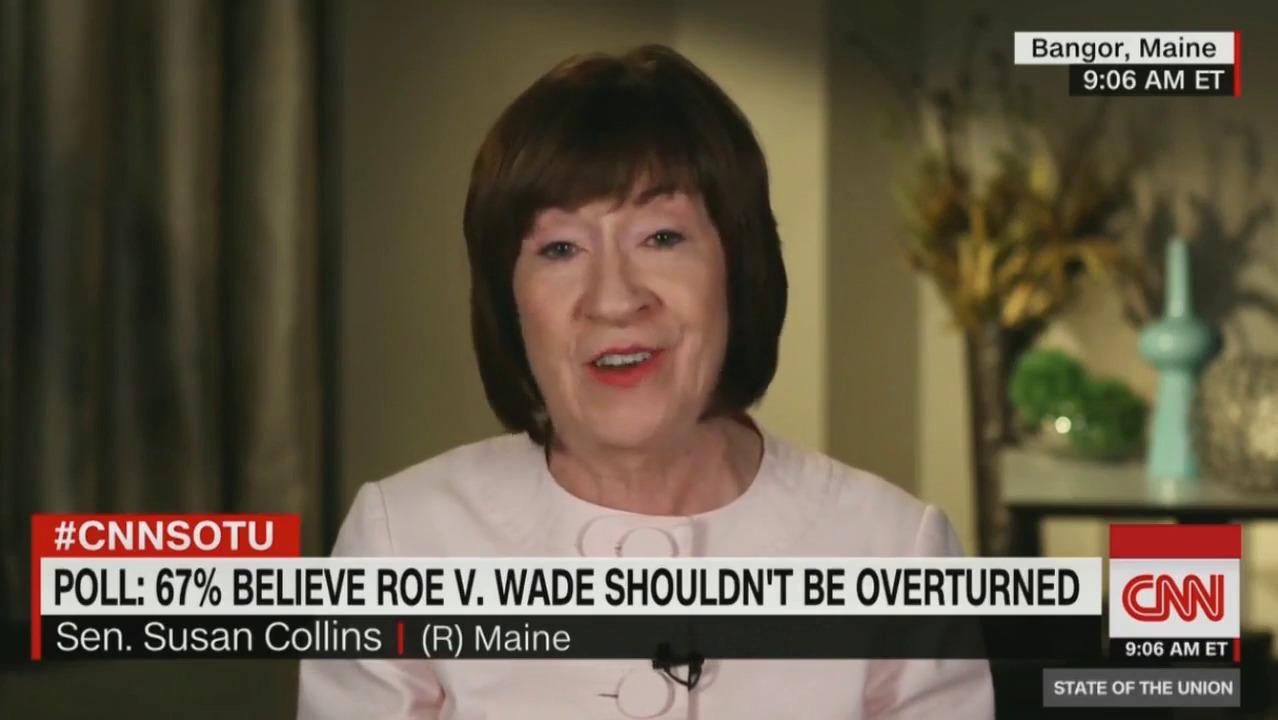 Bangor, Maine
9:06 AM ET
#CNNSOTU
POLL: 67% BELIEVE ROE V. WADE SHOULDN'T BE OVERTURNED
Sen. Susan Collins | (R) Maine
CNN
9:06 AM ET
STATE OF THE UNION